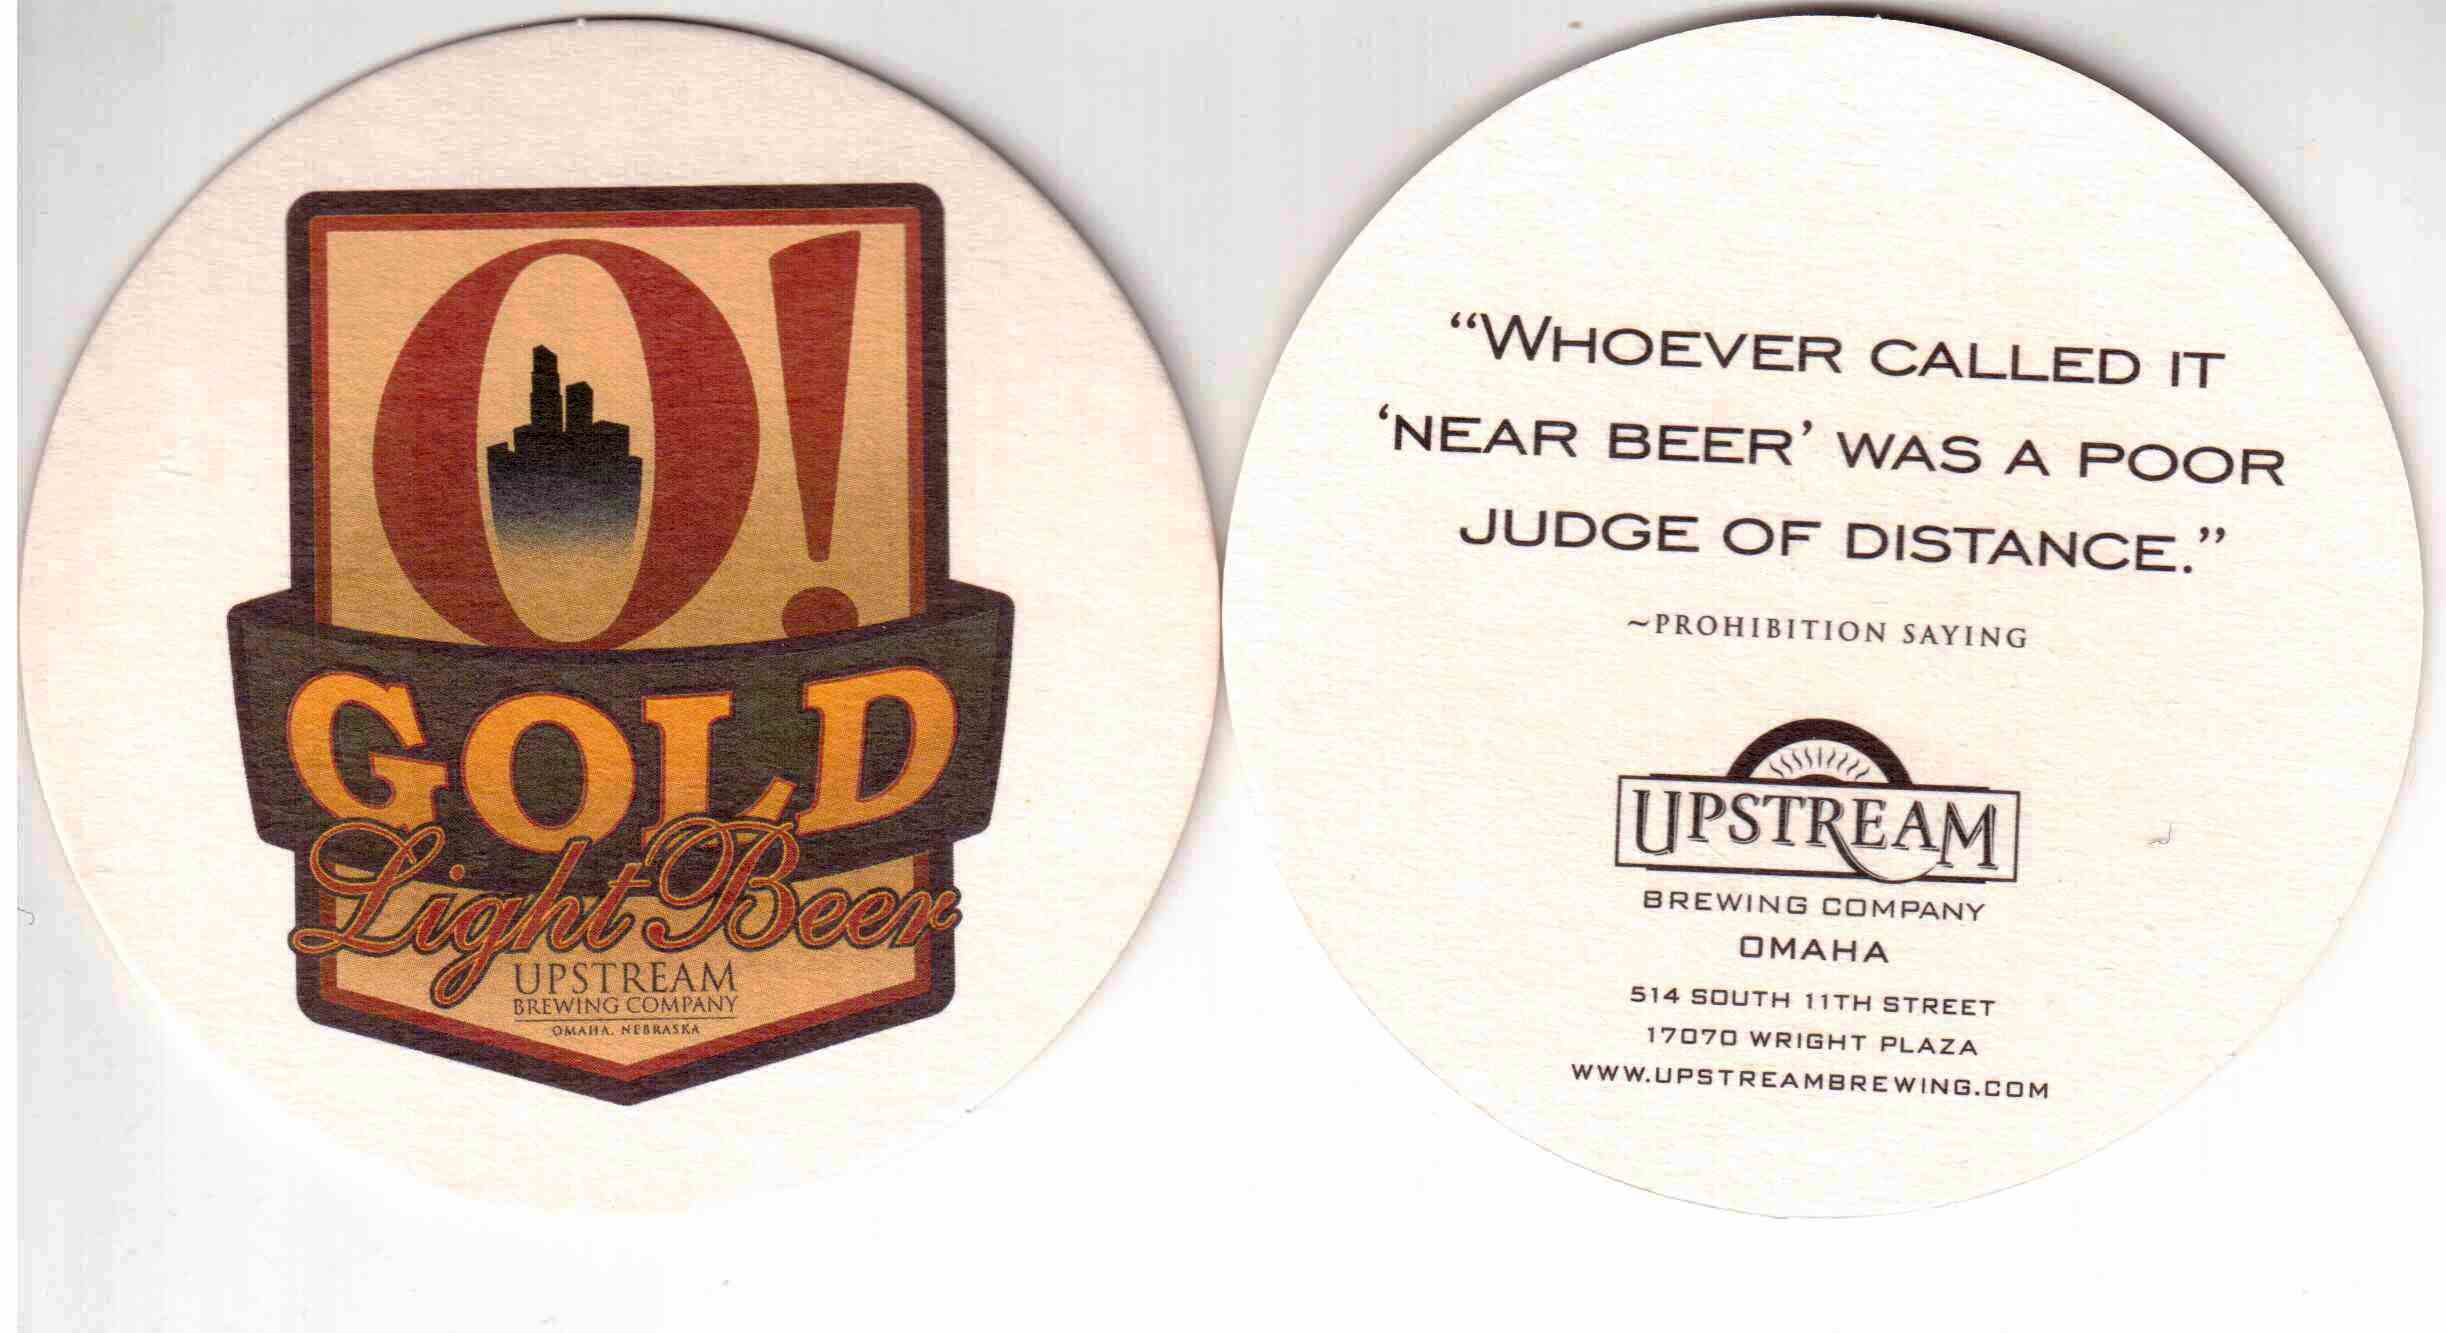 O!
GOLD
Light Beer
UPSTREAM
BREWING COMPANY
OMAHA, NEBRASKA
“WHOEVER CALLED IT
‘NEAR BEER’ WAS A POOR
JUDGE OF DISTANCE.”
~PROHIBITION SAYING
UPSTREAM
BREWING COMPANY
OMAHA
514 SOUTH 11TH STREET
17070 WRIGHT PLAZA
WWW.UPSTREAMBREWING.COM